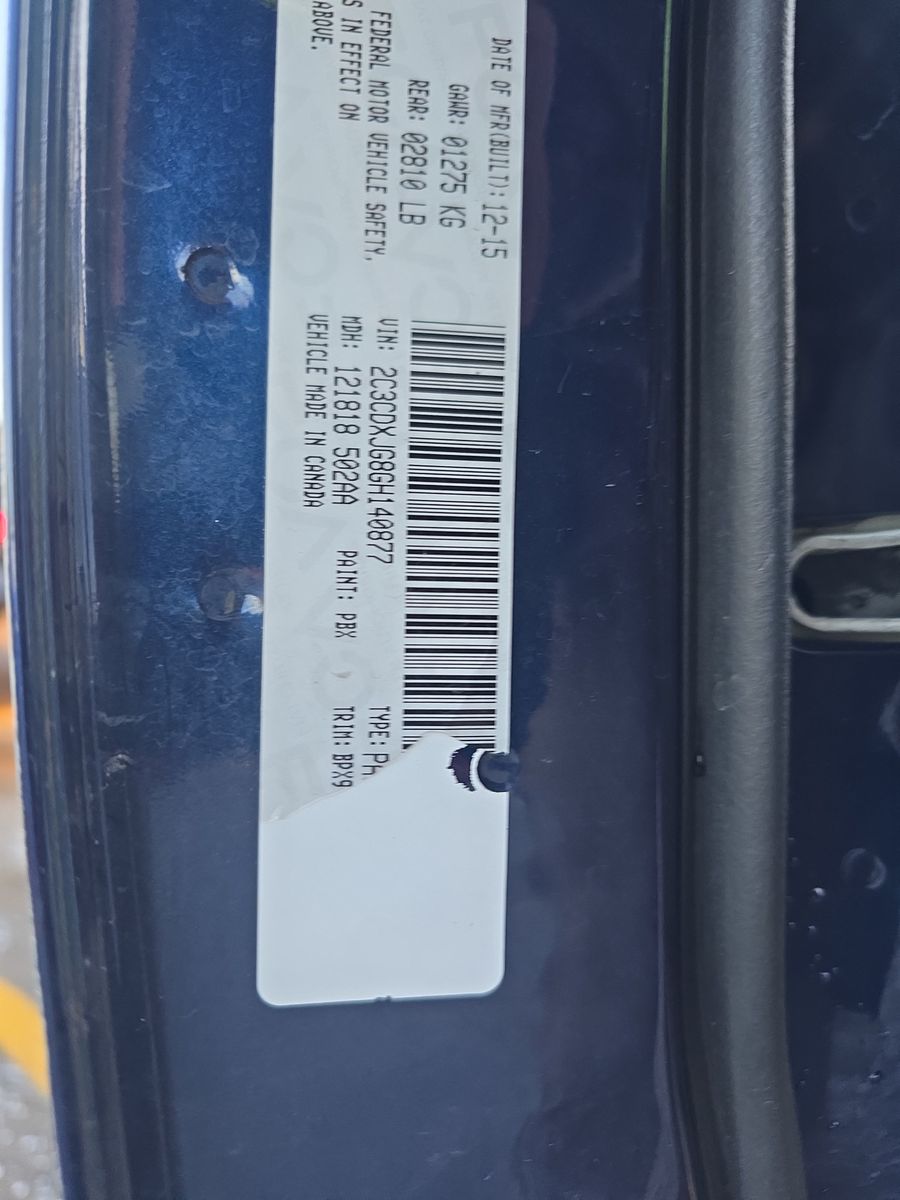 DATE OF MFR(BUILT): 12-15
GAWR: 01275 KG
REAR: 02810 LB
FEDERAL MOTOR VEHICLE SAFETY,
S IN EFFECT ON
ABOVE.
VIN: 2C3CDXJG8GH140877 TYPE:
MDH: 121818 502AA PAINT: PBX TRIM: BPX9
VEHICLE MADE IN CANADA